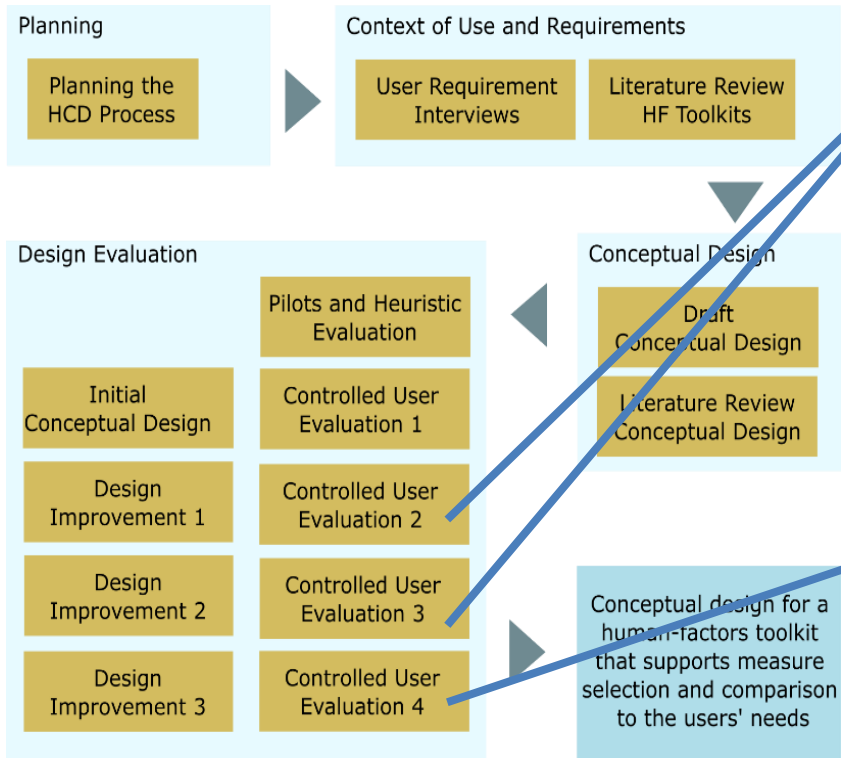 Planning
Planning the
HCD Process
Context of Use and Requirements
User Requirement
Interviews
Literature Review
HF Toolkits
Conceptual Design
Draft
Conceptual Design
Literature Review
Conceptual Design
Design Evaluation
Pilots and Heuristic
Evaluation
Initial
Conceptual Design
Controlled User
Evaluation 1
Design
Improvement 1
Controlled User
Evaluation 2
Design
Improvement 2
Controlled User
Evaluation 3
Design
Improvement 3
Controlled User
Evaluation 4
Conceptual design for a
human-factors toolkit
that supports measure
selection and comparison
to the users' needs